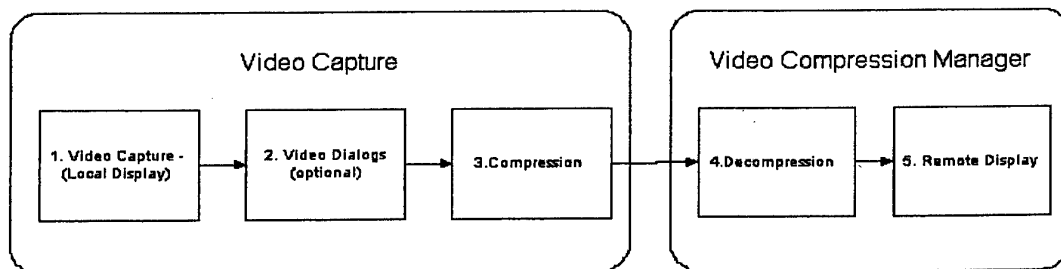 Video Capture
Video Compression Manager
1. Video Capture -
(Local Display)
2. Video Dialogs
(optional)
3.Compression
4.Decompression
5. Remote Display